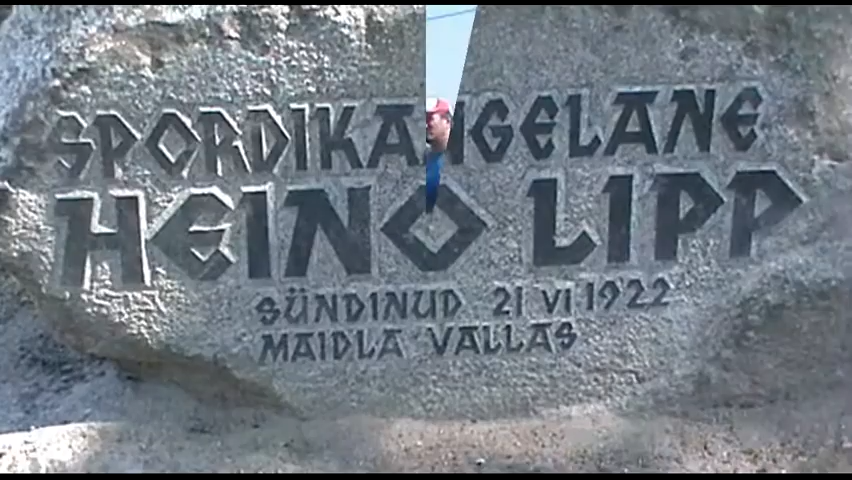 SPORDIKANGELANE
HEINO LIPP
SÜNDINUD 21 VI 1922
MAIDLA VALLAS